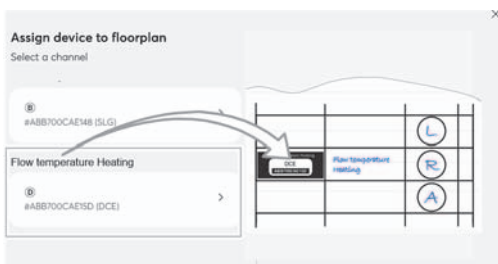 Assign device to floorplan
Select a channel
D
#ABB700CAE148 (SLG)
Flow temperature Heating
D
#ABB700CAE15D (DCE)
DCE
Flow temperature
Heating
L
R
A